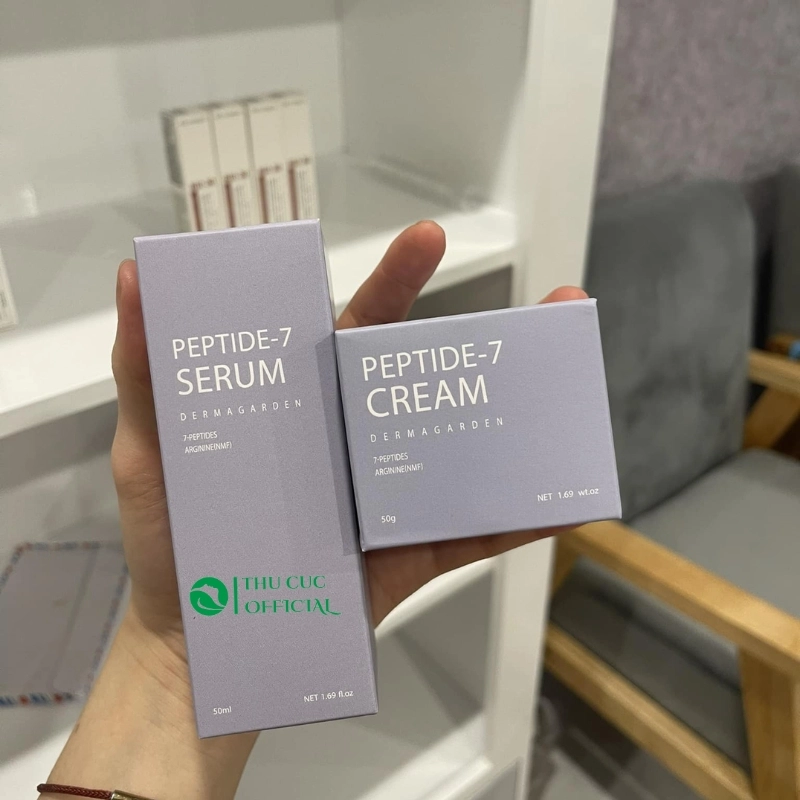 PEPTIDE-7
SERUM
DERMAGARDEN
7-PEPTIDES
ARGININE(NMF)
THU CUC
OFFICIAL
50ml
NET 1.69 fl.oz
PEPTIDE-7
CREAM
DERMAGARDEN
7-PEPTIDES
ARGININE(NMF)
50g
NET 1.69 wt.oz